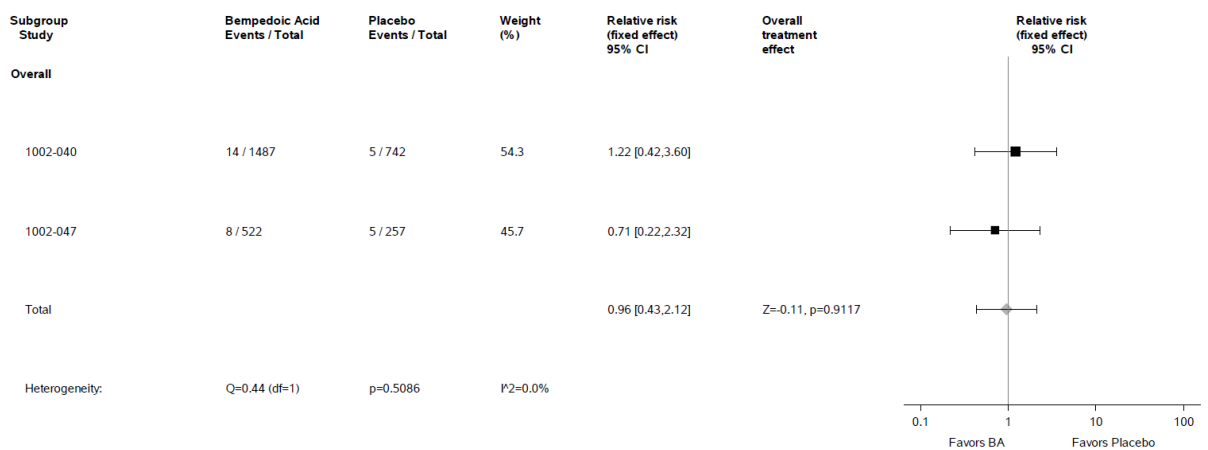 Subgroup Bempedoic Acid Placebo Weight Relative risk Overall Relative risk
Study Events / Total Events / Total (%) (fixed effect) treatment (fixed effect)
95% CI effect 95% CI
Overall
1002-040 14 / 1487 5 / 742 54.3 1.22 [0.42,3.60]
1002-047 8 / 522 5 / 257 45.7 0.71 [0.22,2.32]
Total 0.96 [0.43,2.12] Z=-0.11, p=0.9117
Heterogeneity: Q=0.44 (df=1) p=0.5086 I^2=0.0%
0.1 1 10 100
Favors BA Favors Placebo